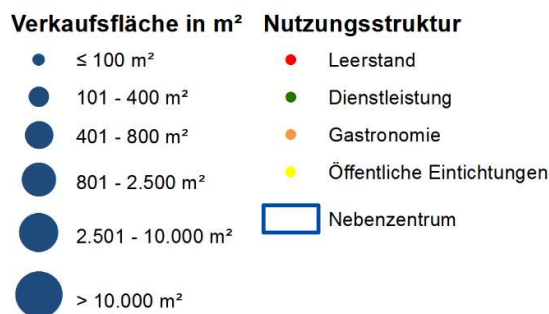 Verkaufsfläche in m²
≤ 100 m²
101 - 400 m²
401 - 800 m²
801 - 2.500 m²
2.501 - 10.000 m²
> 10.000 m²
Nutzungsstruktur
Leerstand
Dienstleistung
Gastronomie
Öffentliche Eintichtungen
Nebenzentrum